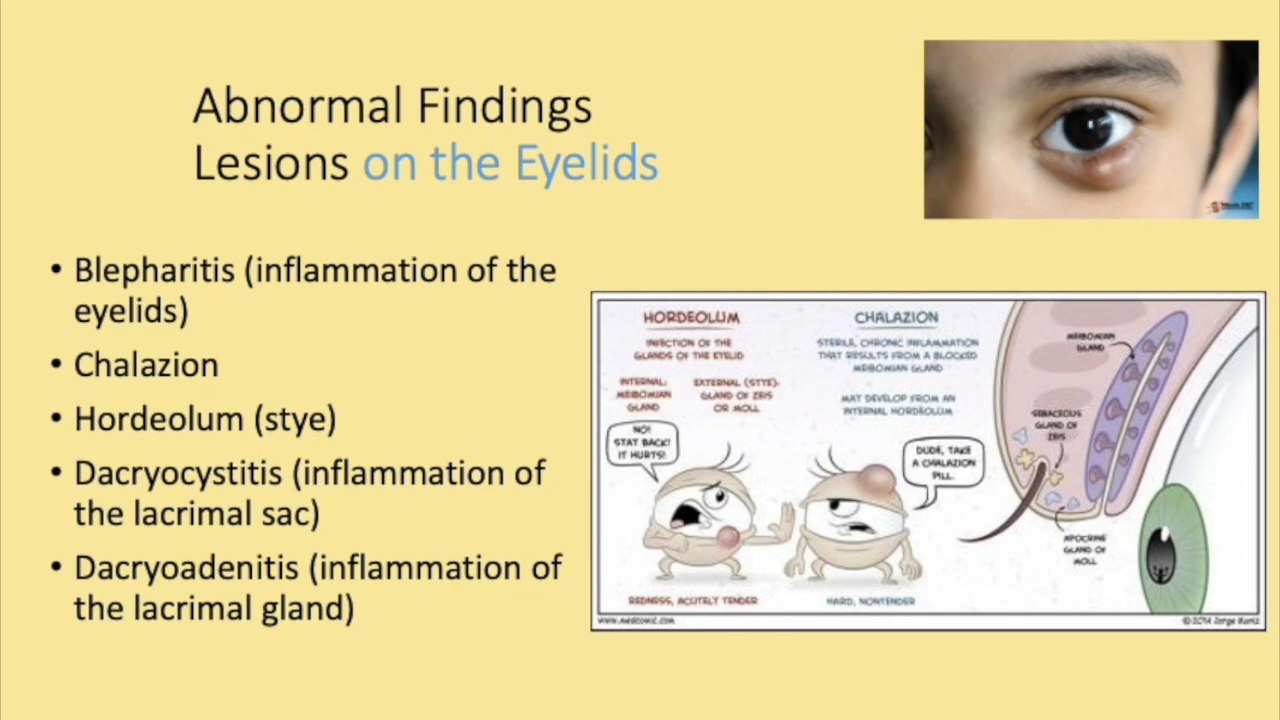 Abnormal Findings
Lesions on the Eyelids
• Blepharitis (inflammation of the
eyelids)
• Chalazion
• Hordeolum (stye)
• Dacryocystitis (inflammation of
the lacrimal sac)
• Dacryoadenitis (inflammation of
the lacrimal gland)
HORDEOLUM
INFECTION OF THE
GLANDS OF THE EYELID
INTERNAL:
MEIBOMIAN
GLAND
EXTERNAL (STYE):
GLAND OF ZEIS
OR MOLL
NO!
STAY BACK!
IT HURTS!
REDNESS, ACUTELY TENDER
CHALAZION
STERILE, CHRONIC INFLAMMATION
THAT RESULTS FROM A BLOCKED
MEIBOMIAN GLAND
MAY DEVELOP FROM AN
INTERNAL HORDEOLUM
DUDE, TAKE
A CHALAZION
PILL.
HARD, NONTENDER
MEIBOMIAN
GLAND
SEBACEOUS
GLAND OF
ZEIS
APOCRINE
GLAND OF
MOLL
www.medcomic.com
©2014 Jorge Muniz